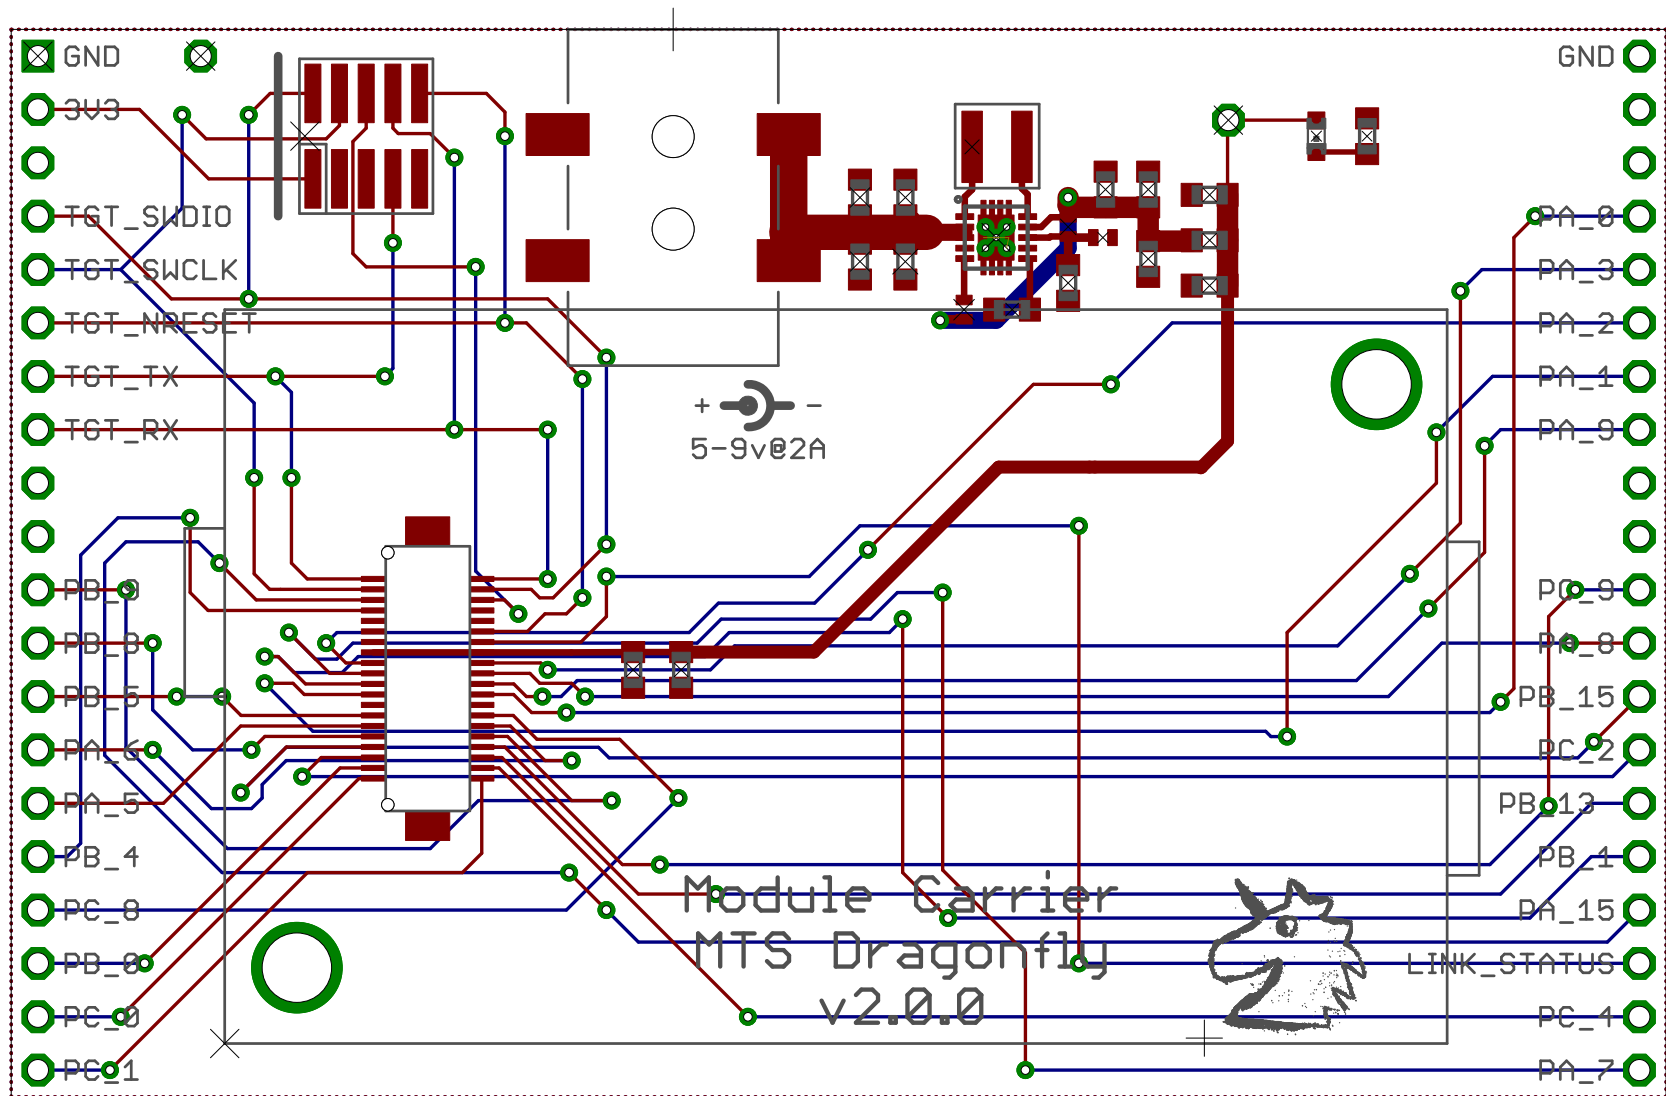 GND
3V3
TGT_SWDIO
TGT_SWCLK
TGT_NRESET
TGT_TX
TGT_RX
PB_9
PB_8
PB_5
PA_6
PA_5
PB_4
PC_8
PB_0
PC_0
PC_1
+ -
5-9v@2A
Module Carrier
MTS Dragonfly
v2.0.0
GND
PA_0
PA_3
PA_2
PA_1
PA_9
PC_9
PA_8
PB_15
PC_2
PB_13
PB_1
PA_15
LINK_STATUS
PC_4
PA_7